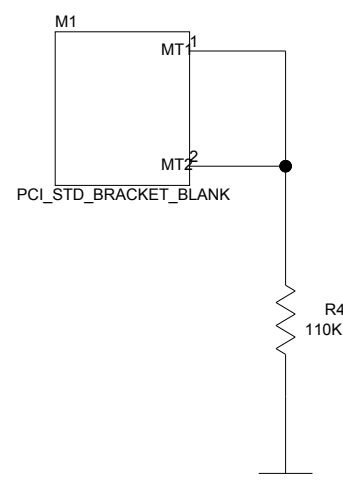 M1
MT1 1
MT2 2
PCI_STD_BRACKET_BLANK
R4
110K